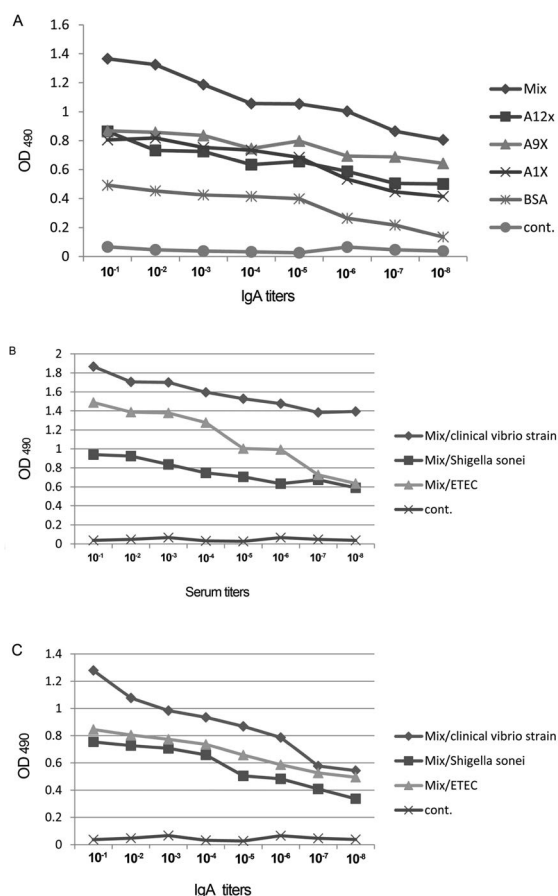 A
1.6
1.4
1.2
1
0.8
0.6
0.4
0.2
0
OD 490
10-1 10-2 10-3 10-4 10-5 10-6 10-7 10-8
IgA titers
Mix
A12x
A9X
A1X
BSA
cont.
B
2
1.8
1.6
1.4
1.2
1
0.8
0.6
0.4
0.2
0
OD 490
10-1 10-2 10-3 10-4 10-5 10-6 10-7 10-8
Serum titers
Mix/clinical vibrio strain
Mix/Shigella sonei
Mix/ETEC
cont.
C
1.4
1.2
1
0.8
0.6
0.4
0.2
0
OD 490
10-1 10-2 10-3 10-4 10-5 10-6 10-7 10-8
IgA titers
Mix/clinical vibrio strain
Mix/Shigella sonei
Mix/ETEC
cont.